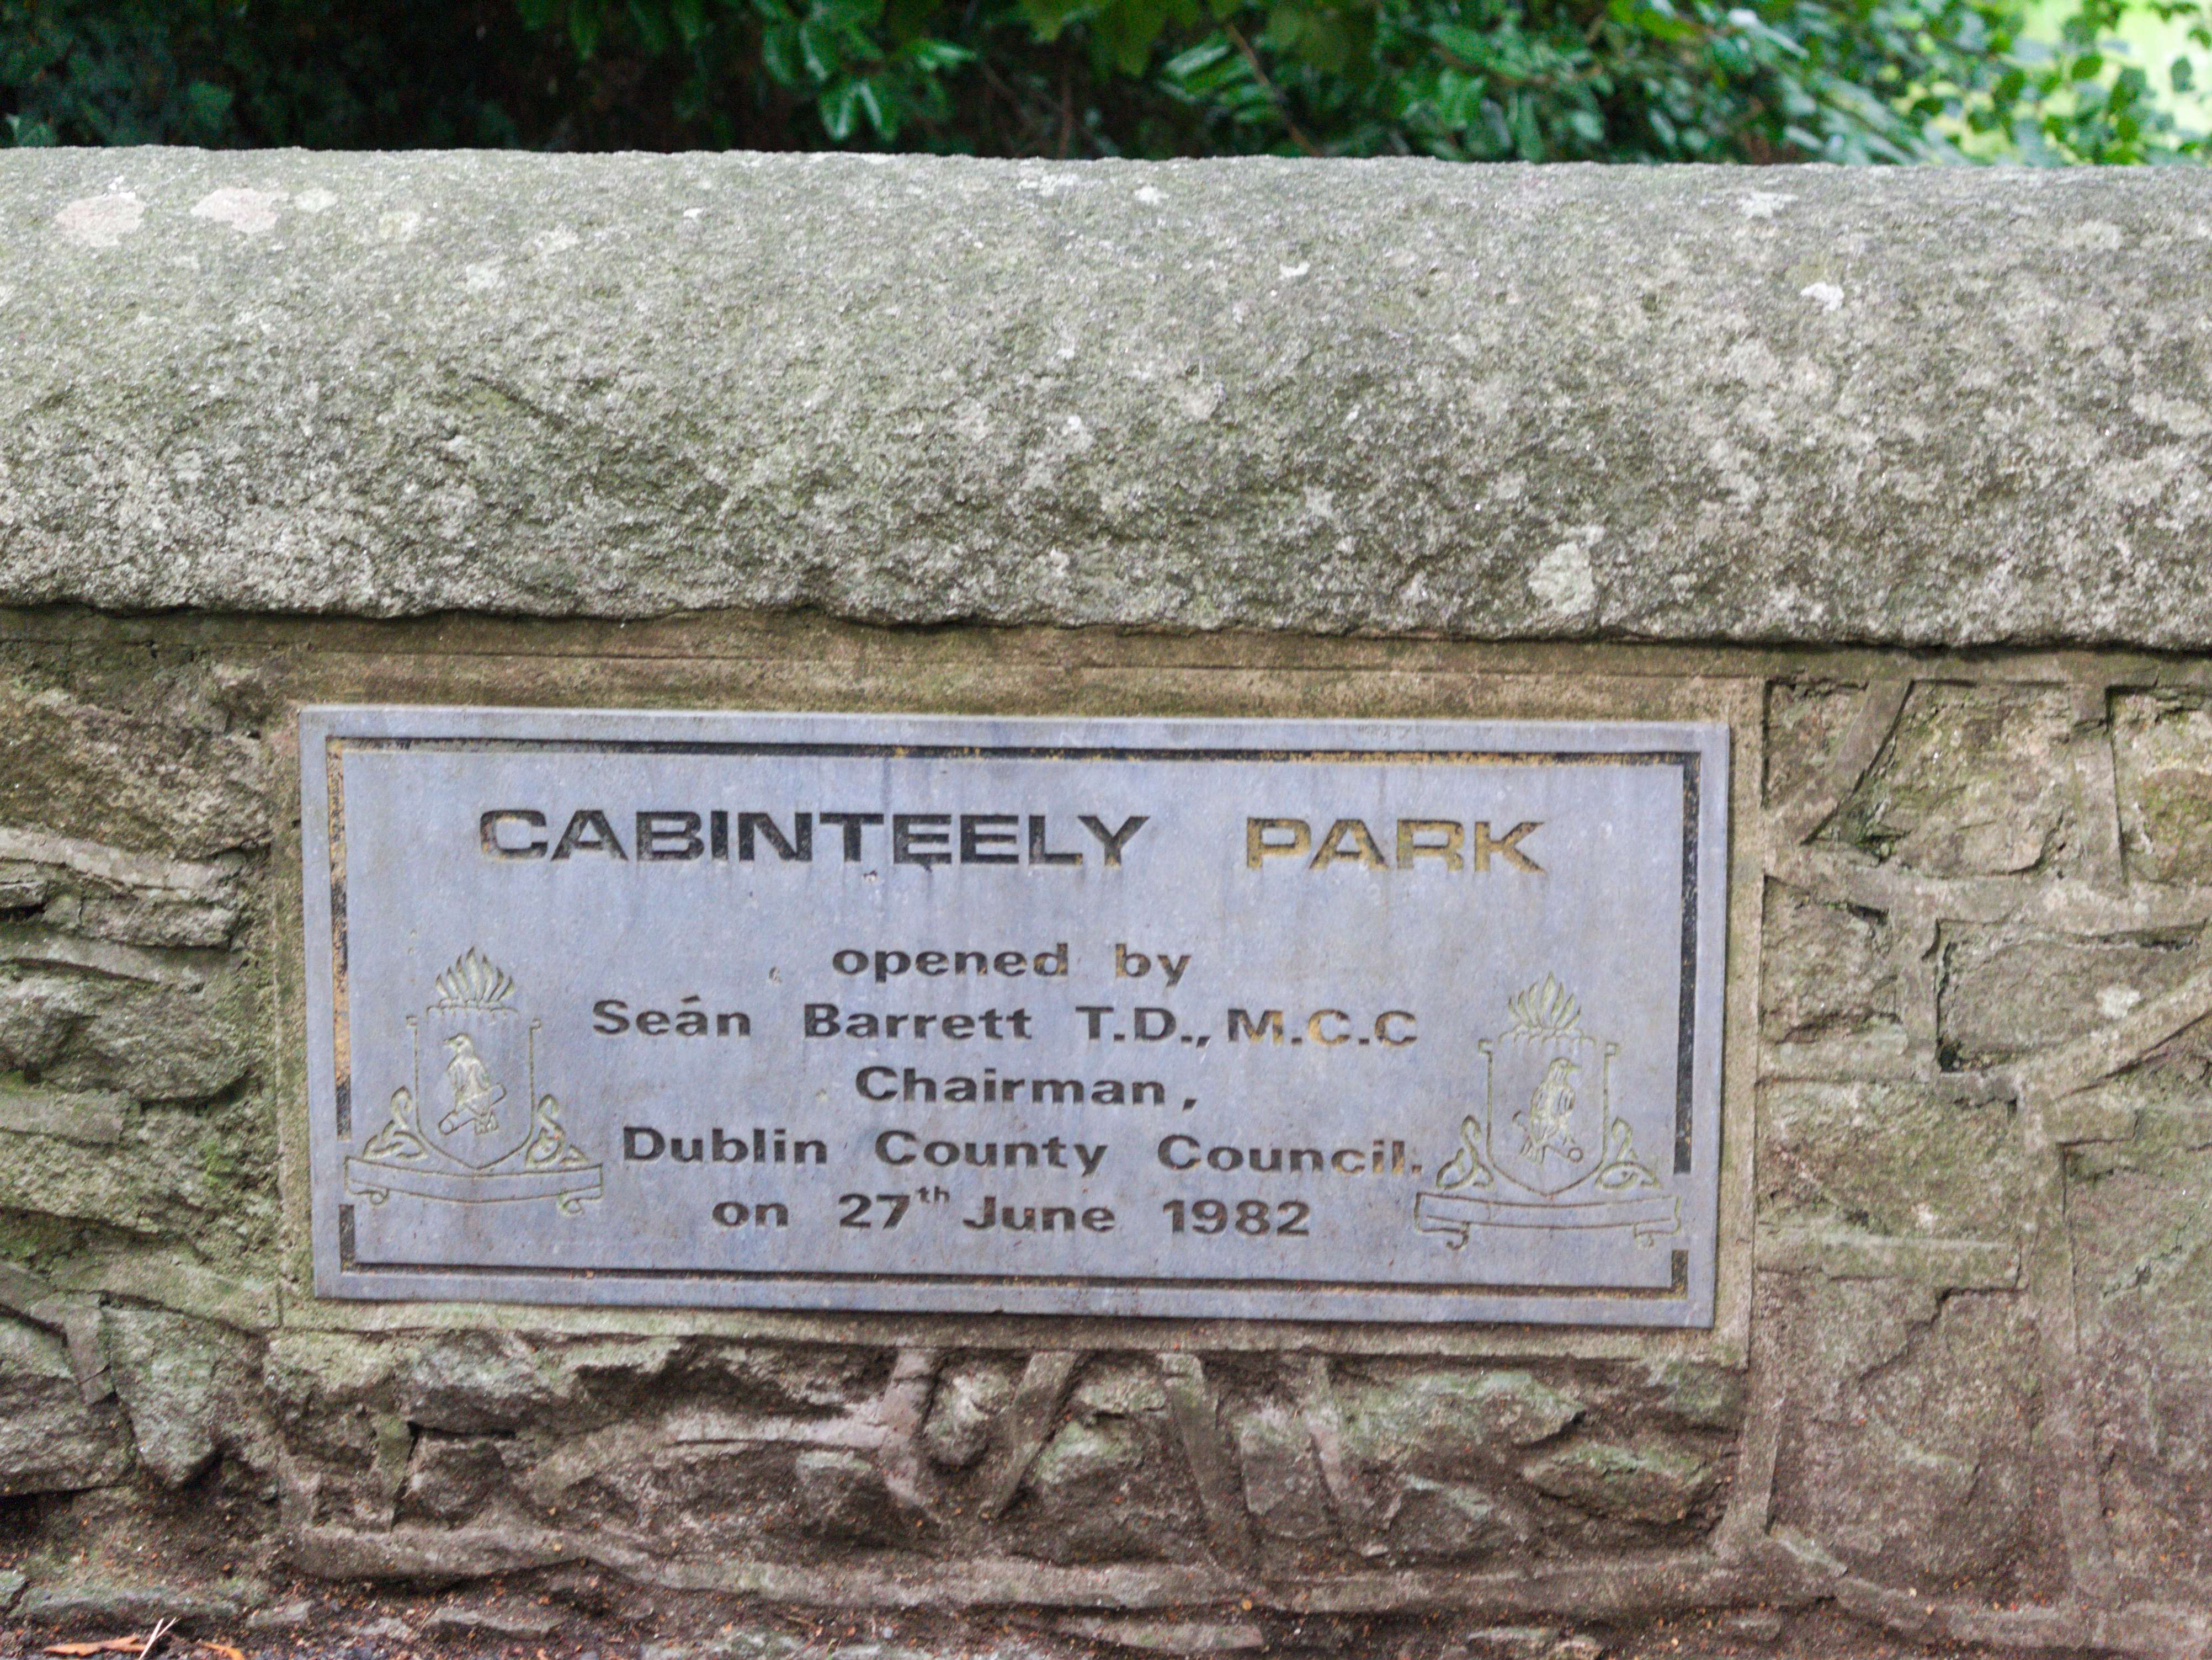 CABINTEELY PARK
opened by
Seán Barrett T.D., M.C.C
Chairman,
Dublin County Council.
on 27th June 1982